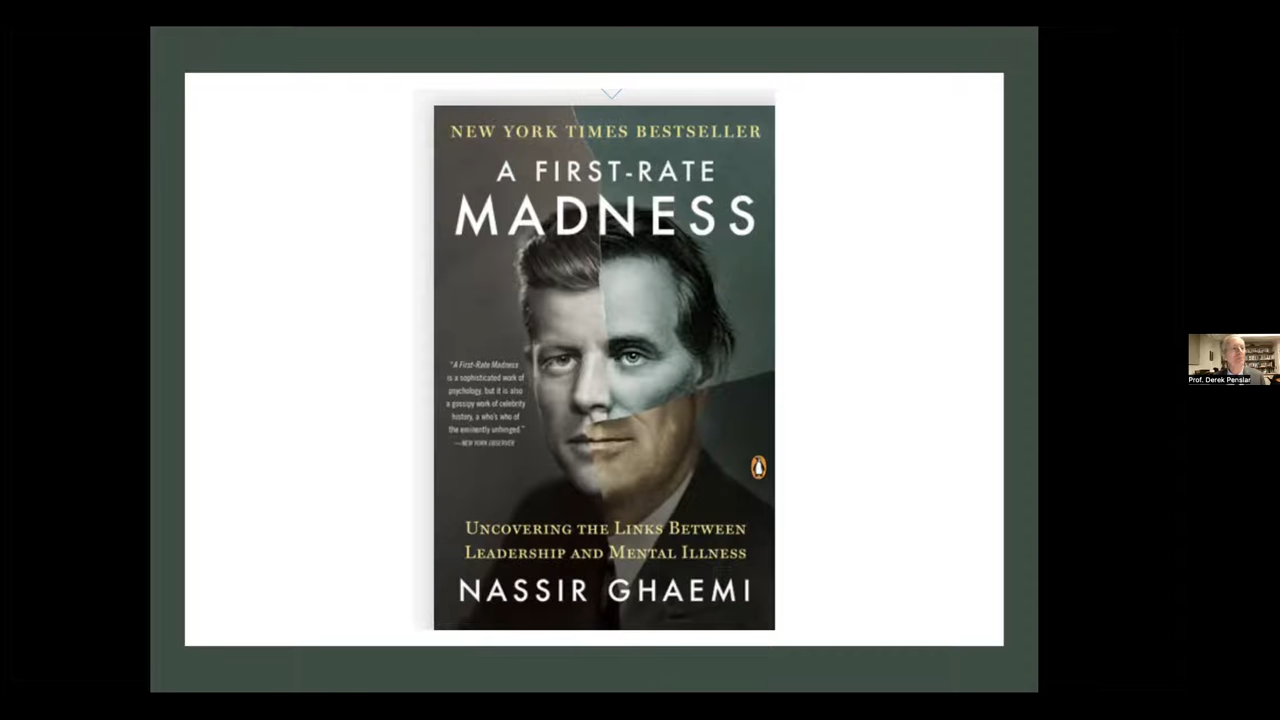 NEW YORK TIMES BESTSELLER
A FIRST-RATE
MADNESS
"A First-Rate Madness
is a sophisticated work of
psychology, but it is also
a gossipy work of celebrity
history, a who's who of
the eminently unhinged."
—NEW YORK OBSERVER
UNCOVERING THE LINKS BETWEEN
LEADERSHIP AND MENTAL ILLNESS
NASSIR GHAEMI
Prof. Derek Penslar